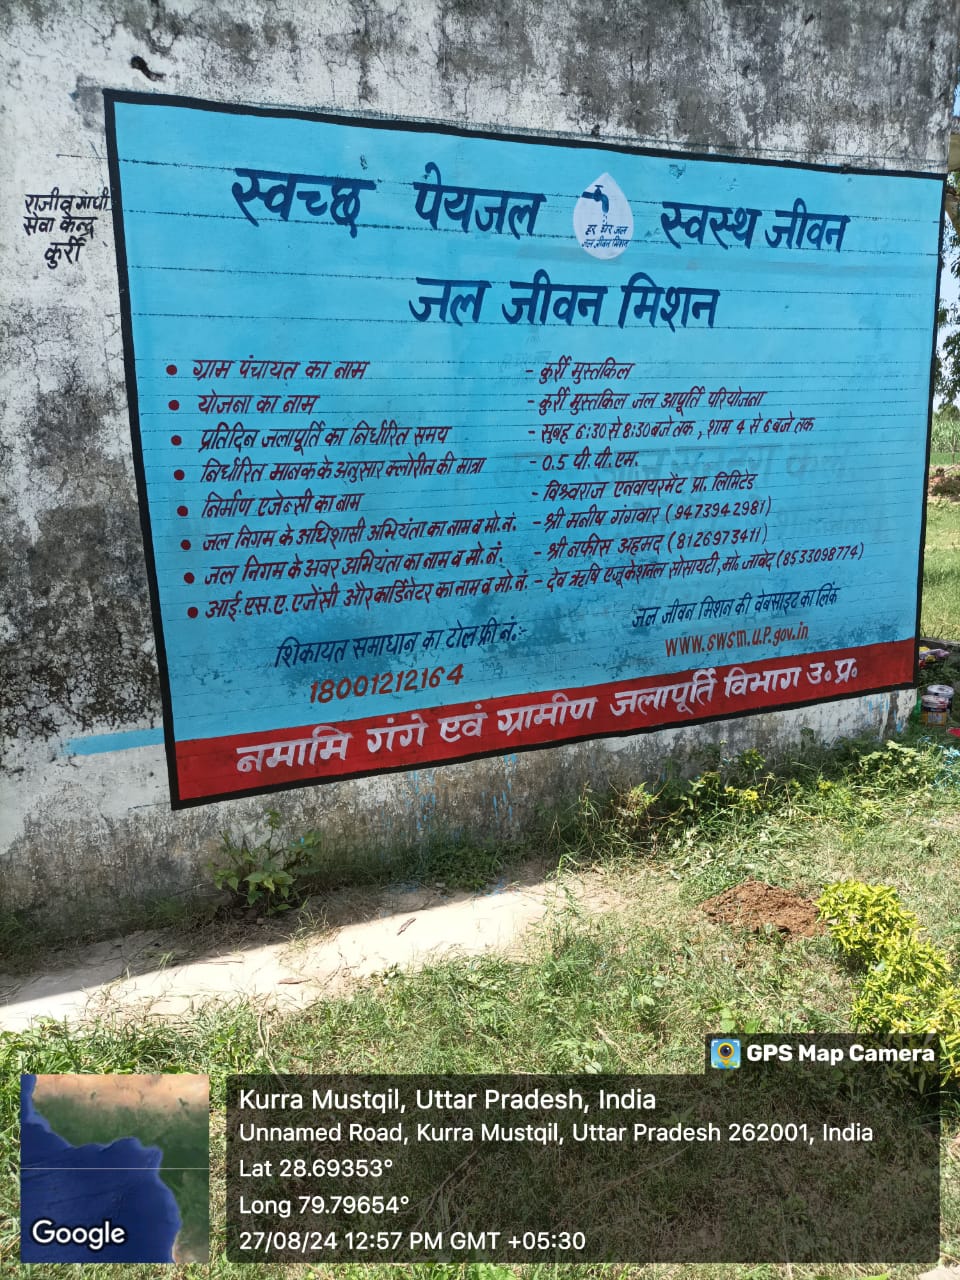 राजीव गांधी
सेवा केन्द्र
कुर्री
स्वच्छ पेयजल
हर घर जल
जल जीवन मिशन
स्वस्थ जीवन
जल जीवन मिशन
• ग्राम पंचायत का नाम - कुर्री मुस्तकिल
• योजना का नाम - कुर्री मुस्तकिल जल आपूर्ति परियोजना
• प्रतिदिन जलापूर्ति का निर्धारित समय - सुबह 6:30 से 8:30 बजे तक, शाम 4 से 6 बजे तक
• निर्धारित मानक के अनुसार क्लोरीन की मात्रा - 0.5 पी.पी.एम.
• निर्माण एजेन्सी का नाम - विश्वराज एनवायरमेंट प्रा. लिमिटेड
• जल निगम के अधिशासी अभियंता का नाम व मो.नं. - श्री मनीष गंगवार (9473942981)
• जल निगम के अवर अभियंता का नाम व मो.नं. - श्री नफीस अहमद (8126973411)
• आई.एस.ए. एजेंसी और कार्डिनेटर का नाम व मो.नं. - देव ऋषि एजूकेशनल सोसायटी, मो. जावेद (8533098774)
शिकायत समाधान का टोल फ्री नं.:-
18001212164
जल जीवन मिशन की वेबसाइट का लिंक
www.swsm.u.p.gov.in
नमामि गंगे एवं ग्रामीण जलापूर्ति विभाग उ.प्र.
GPS Map Camera
Kurra Mustqil, Uttar Pradesh, India
Unnamed Road, Kurra Mustqil, Uttar Pradesh 262001, India
Lat 28.69353°
Long 79.79654°
27/08/24 12:57 PM GMT +05:30
Google